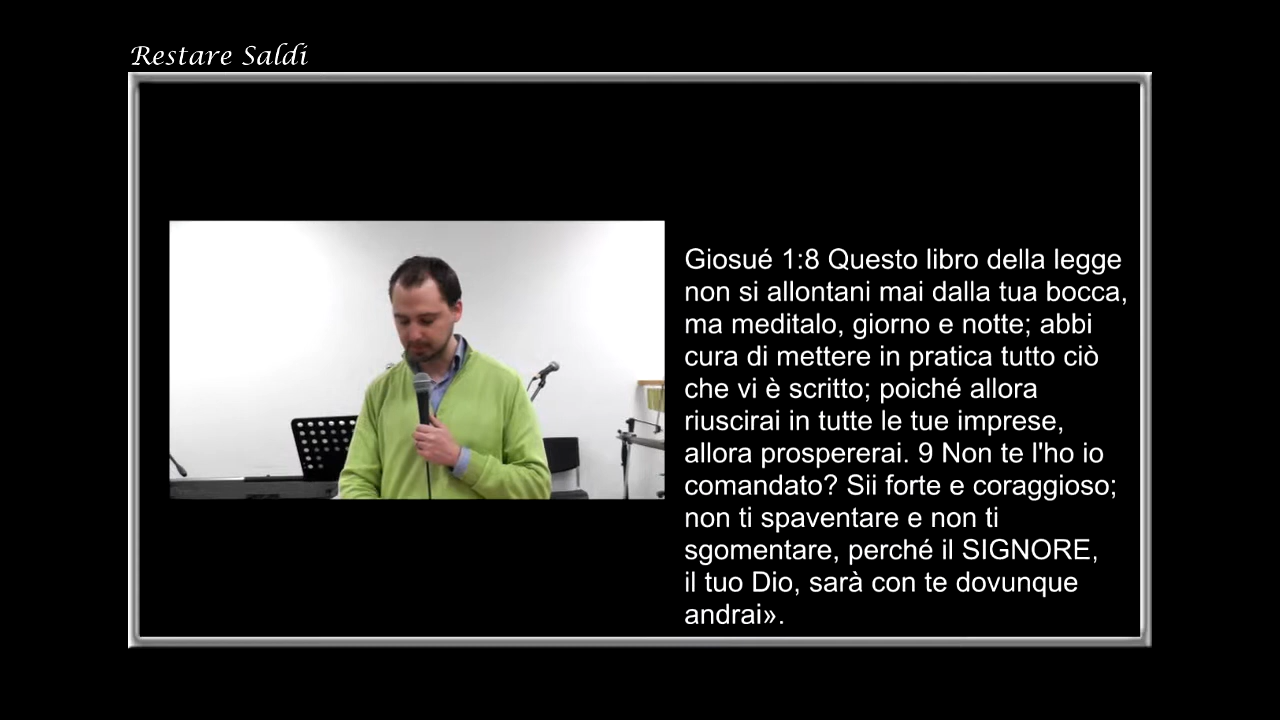 Restare Saldi
Giosué 1:8 Questo libro della legge
non si allontani mai dalla tua bocca,
ma meditalo, giorno e notte; abbi
cura di mettere in pratica tutto ciò
che vi è scritto; poiché allora
riuscirai in tutte le tue imprese,
allora prospererai. 9 Non te l'ho io
comandato? Sii forte e coraggioso;
non ti spaventare e non ti
sgomentare, perché il SIGNORE,
il tuo Dio, sarà con te dovunque
andrai».